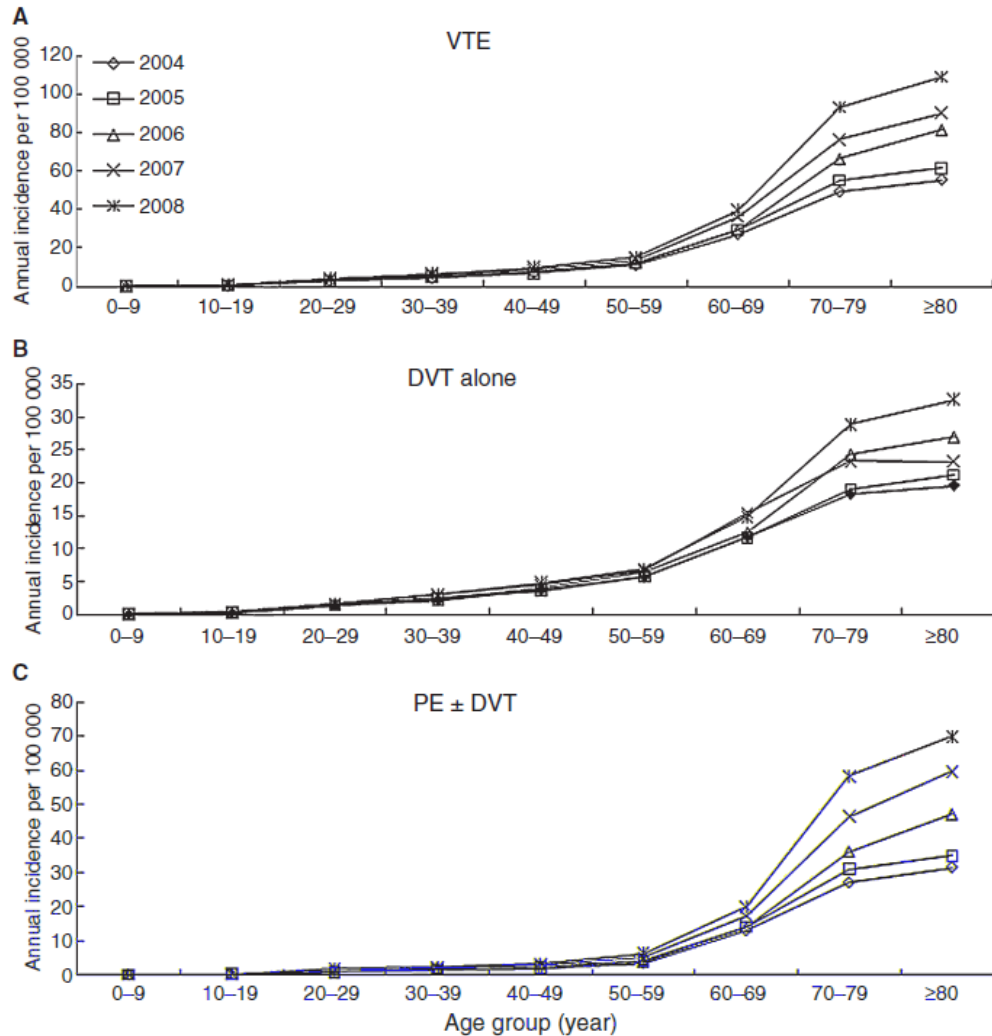 A
VTE
Annual incidence per 100 000
120
100
80
60
40
20
0
2004
2005
2006
2007
2008
0–9 10–19 20–29 30–39 40–49 50–59 60–69 70–79 ≥80
B
DVT alone
Annual incidence per 100 000
35
30
25
20
15
10
5
0
0–9 10–19 20–29 30–39 40–49 50–59 60–69 70–79 ≥80
C
PE ± DVT
Annual incidence per 100 000
80
70
60
50
40
30
20
10
0
0–9 10–19 20–29 30–39 40–49 50–59 60–69 70–79 ≥80
Age group (year)